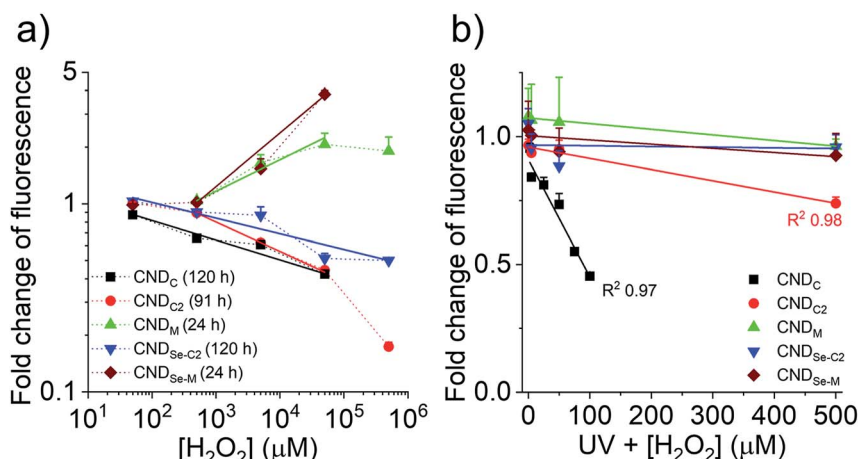 a)
Fold change of fluorescence
5
1
0.1
CND_C (120 h)
CND_C2 (91 h)
CND_M (24 h)
CND_Se-C2 (120 h)
CND_Se-M (24 h)
10^1 10^2 10^3 10^4 10^5 10^6
[H_2O_2] (μM)
b)
Fold change of fluorescence
1.0
0.5
0.0
R^2 0.98
R^2 0.97
CND_C
CND_C2
CND_M
CND_Se-C2
CND_Se-M
0 100 200 300 400 500
UV + [H_2O_2] (μM)